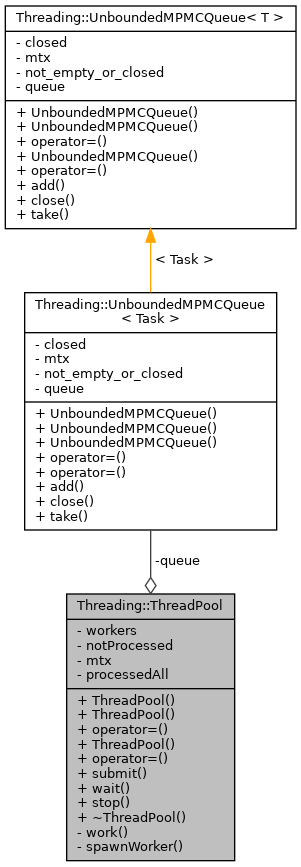 Threading::UnboundedMPMCQueue< T >
- closed
- mtx
- not_empty_or_closed
- queue
+ UnboundedMPMCQueue()
+ UnboundedMPMCQueue()
+ operator=()
+ UnboundedMPMCQueue()
+ operator=()
+ add()
+ close()
+ take()
< Task >
Threading::UnboundedMPMCQueue
< Task >
- closed
- mtx
- not_empty_or_closed
- queue
+ UnboundedMPMCQueue()
+ UnboundedMPMCQueue()
+ UnboundedMPMCQueue()
+ operator=()
+ operator=()
+ add()
+ close()
+ take()
-queue
Threading::ThreadPool
- workers
- notProcessed
- mtx
- processedAll
+ ThreadPool()
+ ThreadPool()
+ operator=()
+ ThreadPool()
+ operator=()
+ submit()
+ wait()
+ stop()
+ ~ThreadPool()
- work()
- spawnWorker()